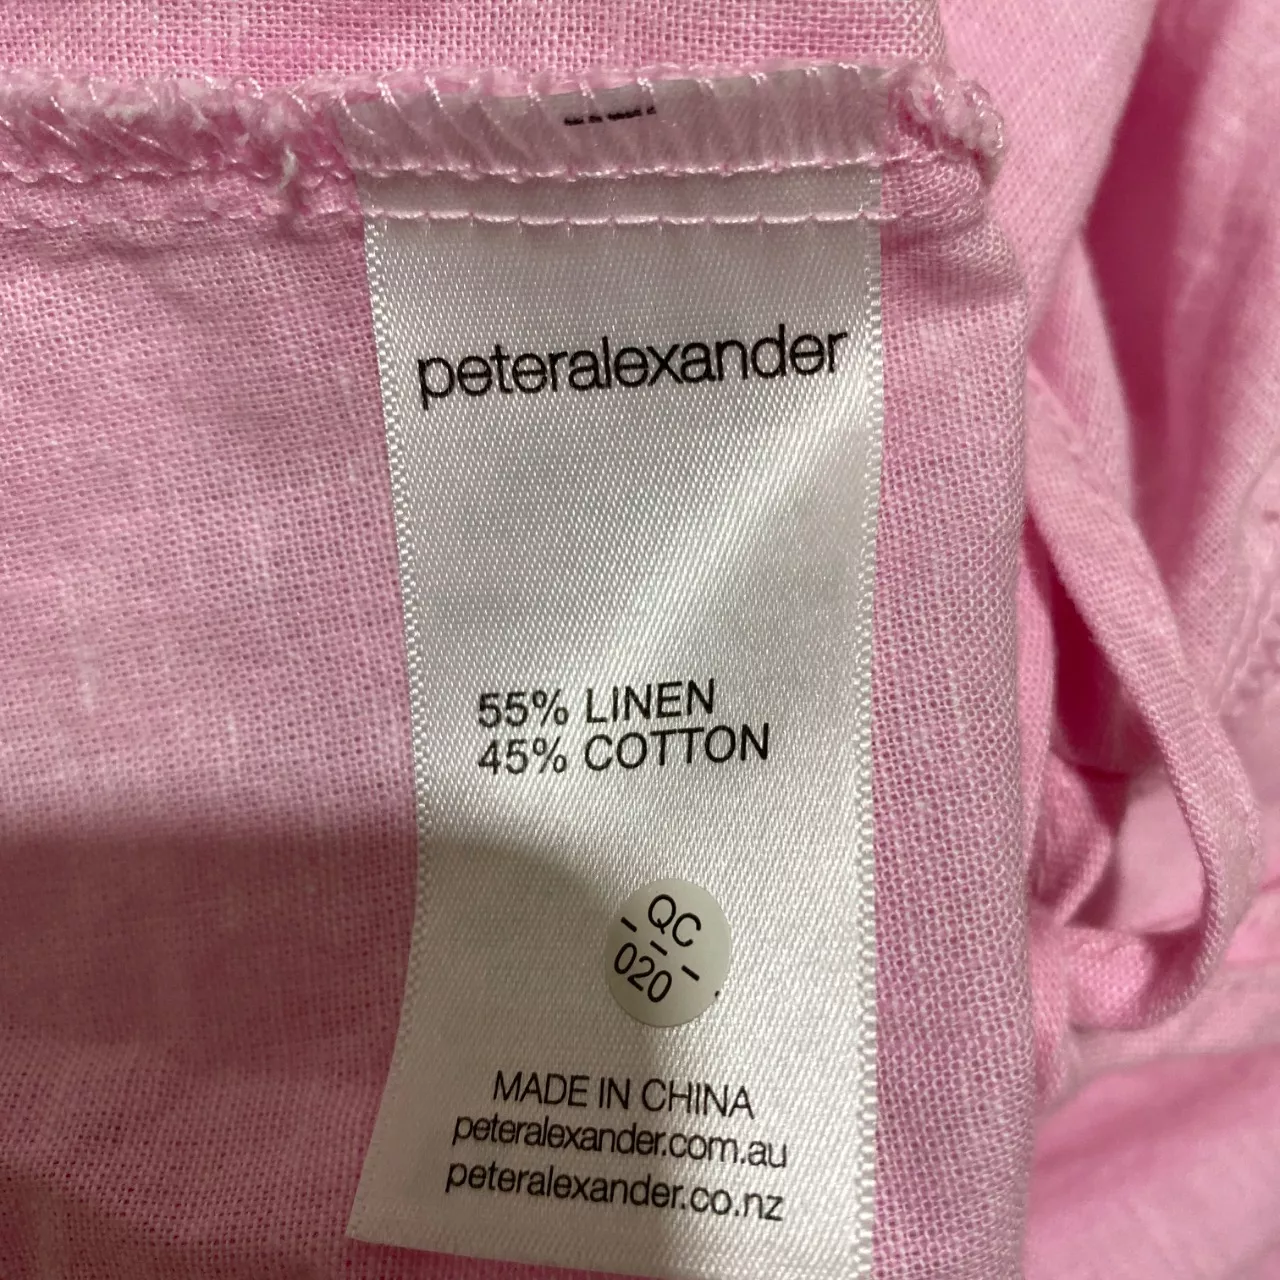 peteralexander
55% LINEN
45% COTTON
QC
020
MADE IN CHINA
peteralexander.com.au
peteralexander.co.nz